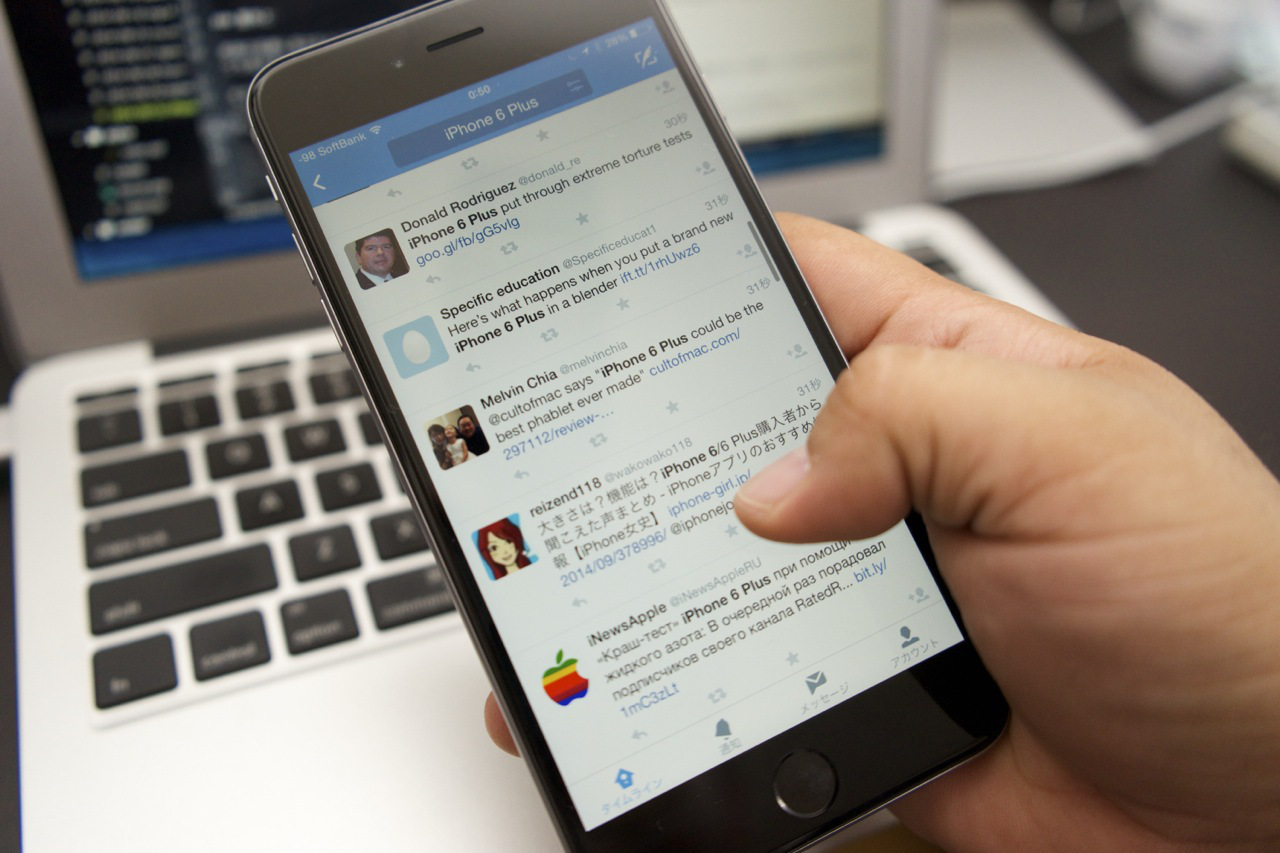 -98 SoftBank
0:50
28%
iPhone 6 Plus
30秒
Donald Rodriguez @donald_re
iPhone 6 Plus put through extreme torture tests
goo.gl/fb/gG5vlg
31秒
Specific education @Specificeducat1
Here's what happens when you put a brand new
iPhone 6 Plus in a blender ift.tt/1rhUwz6
31秒
Melvin Chia @melvinchia
@cultofmac says "iPhone 6 Plus could be the
best phablet ever made" cultofmac.com/
297112/review-…
31秒
reizend118 @wakowako118
大きさは？機能は？iPhone 6/6 Plus購入者から
聞こえた声まとめ - iPhoneアプリのおすすめ
報【iPhone女史】 iphone-girl.jp/
2014/09/378996/ @iphonejo
iNewsApple @iNewsAppleRU
«Краш-тест» iPhone 6 Plus при помощи
жидкого азота: В очередной раз порадовал
подписчиков своего канала RatedR... bit.ly/
1mC3zLt
タイムライン
通知
メッセージ
アカウント
shift
control
option
command
fn